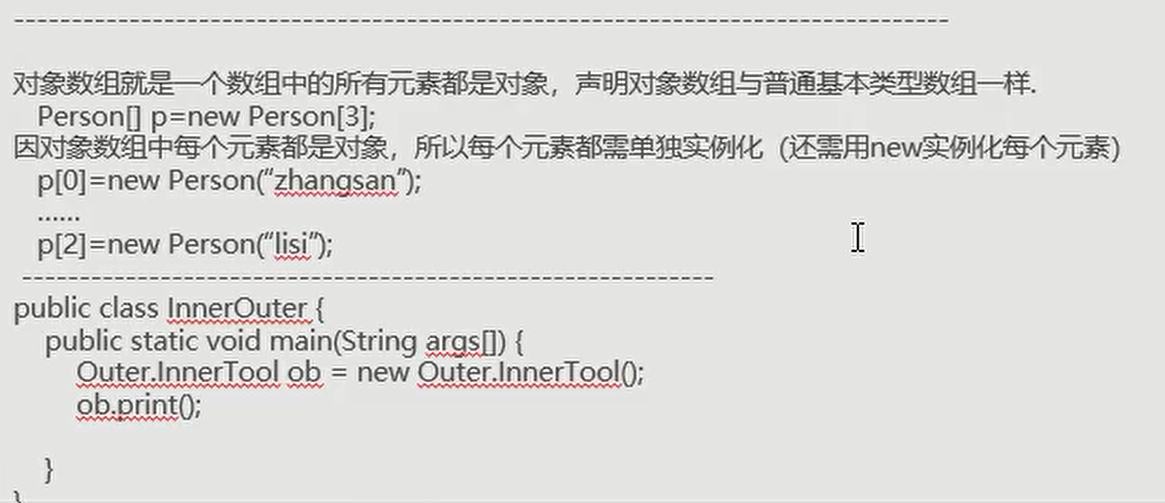 --------------------------------------------------------------------------------
对象数组就是一个数组中的所有元素都是对象，声明对象数组与普通基本类型数组一样.
Person[] p=new Person[3];
因对象数组中每个元素都是对象，所以每个元素都需单独实例化（还需用new实例化每个元素）
p[0]=new Person(“zhangsan”);
......
p[2]=new Person(“lisi”);
------------------------------------------------------------
public class InnerOuter {
public static void main(String args[]) {
Outer.InnerTool ob = new Outer.InnerTool();
ob.print();
}
}